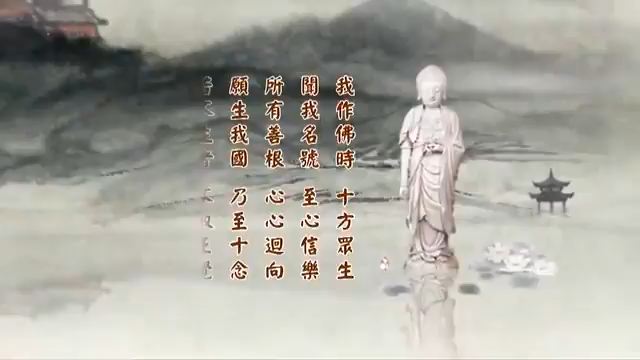 我作佛時 十方眾生
聞我名號 至心信樂
所有善根 心心迴向
願生我國 乃至十念